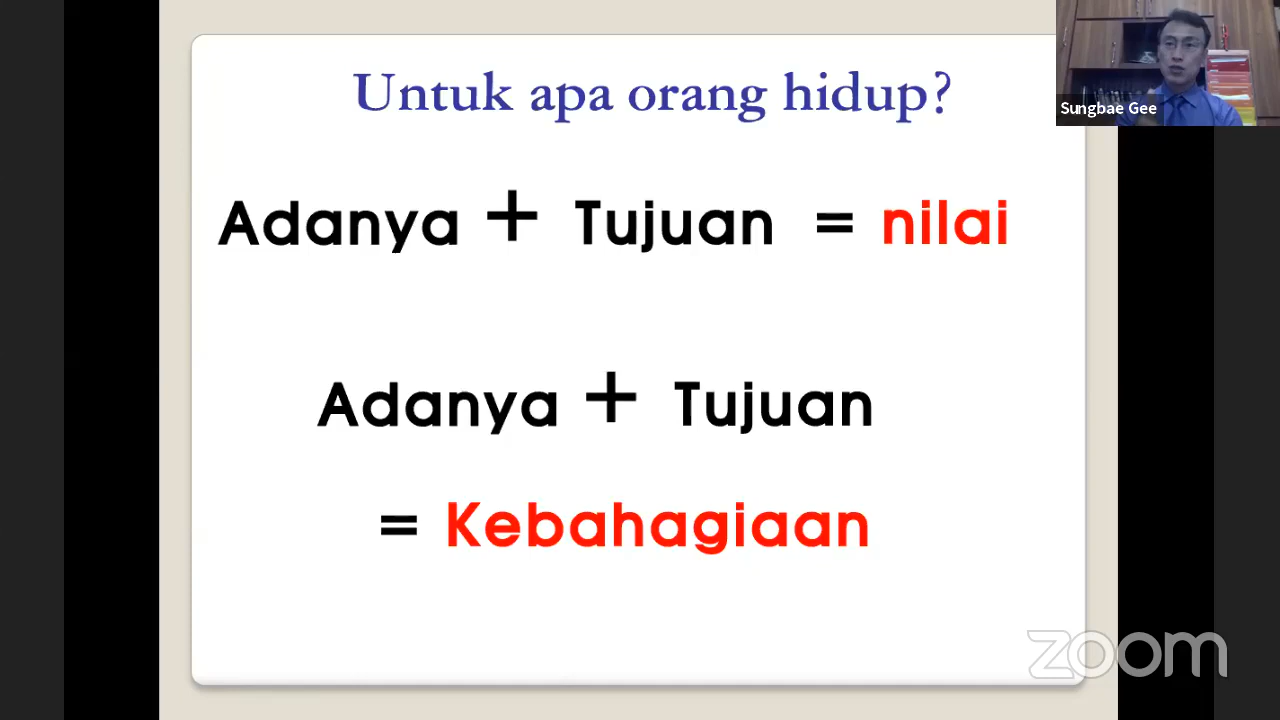 Untuk apa orang hidup?
Sungbae Gee
Adanya + Tujuan = nilai
Adanya + Tujuan
= Kebahagiaan
zoom